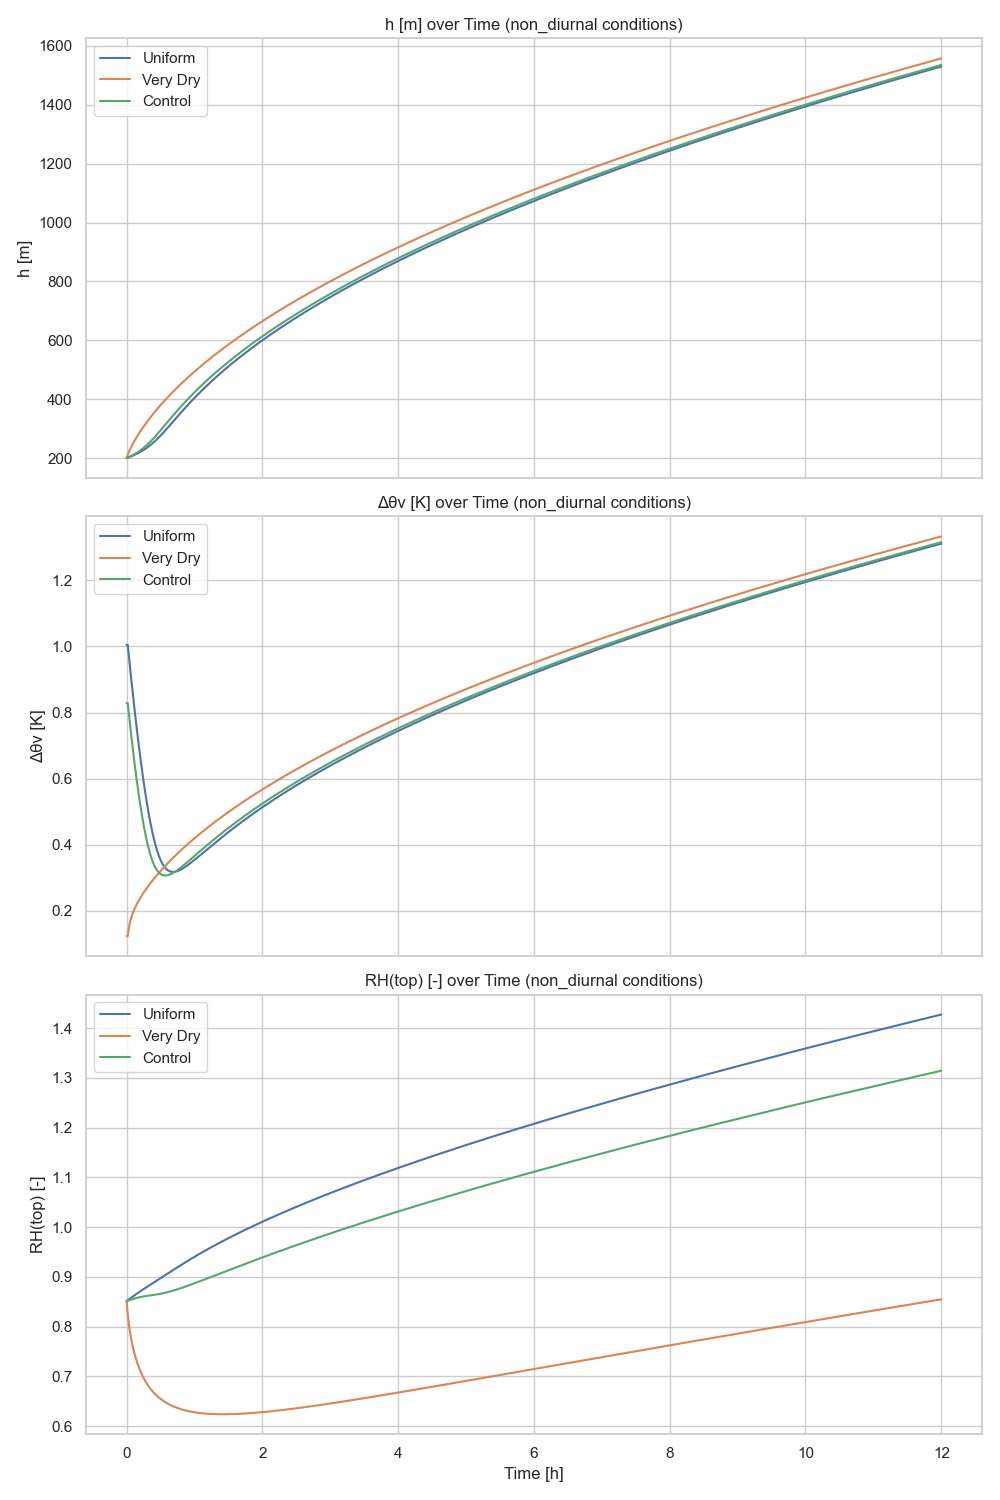 h [m] over Time (non_diurnal conditions)
Uniform
Very Dry
Control
1600
1400
1200
1000
800
600
400
200
h [m]
Δθv [K] over Time (non_diurnal conditions)
Uniform
Very Dry
Control
1.2
1.0
0.8
0.6
0.4
0.2
Δθv [K]
RH(top) [-] over Time (non_diurnal conditions)
Uniform
Very Dry
Control
1.4
1.3
1.2
1.1
1.0
0.9
0.8
0.7
0.6
RH(top) [-]
0 2 4 6 8 10 12
Time [h]